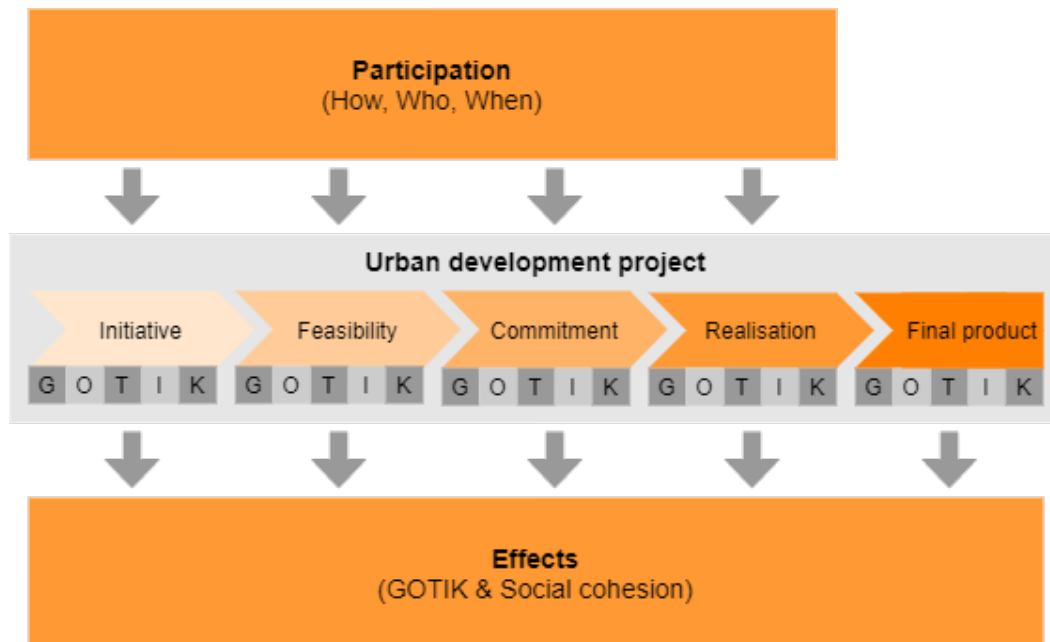 Participation
(How, Who, When)
Urban development project
Initiative
Feasibility
Commitment
Realisation
Final product
G O T I K
G O T I K
G O T I K
G O T I K
G O T I K
Effects
(GOTIK & Social cohesion)